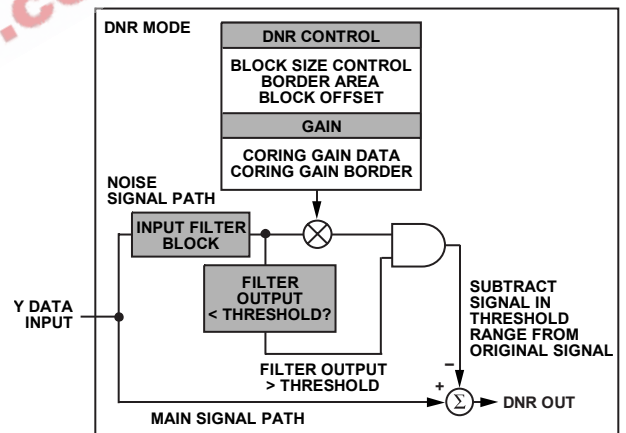 DNR MODE
DNR CONTROL
BLOCK SIZE CONTROL
BORDER AREA
BLOCK OFFSET
GAIN
CORING GAIN DATA
CORING GAIN BORDER
NOISE
SIGNAL PATH
INPUT FILTER
BLOCK
FILTER
OUTPUT
< THRESHOLD?
Y DATA
INPUT
FILTER OUTPUT
> THRESHOLD
SUBTRACT
SIGNAL IN
THRESHOLD
RANGE FROM
ORIGINAL SIGNAL
–
+
Σ
DNR OUT
MAIN SIGNAL PATH